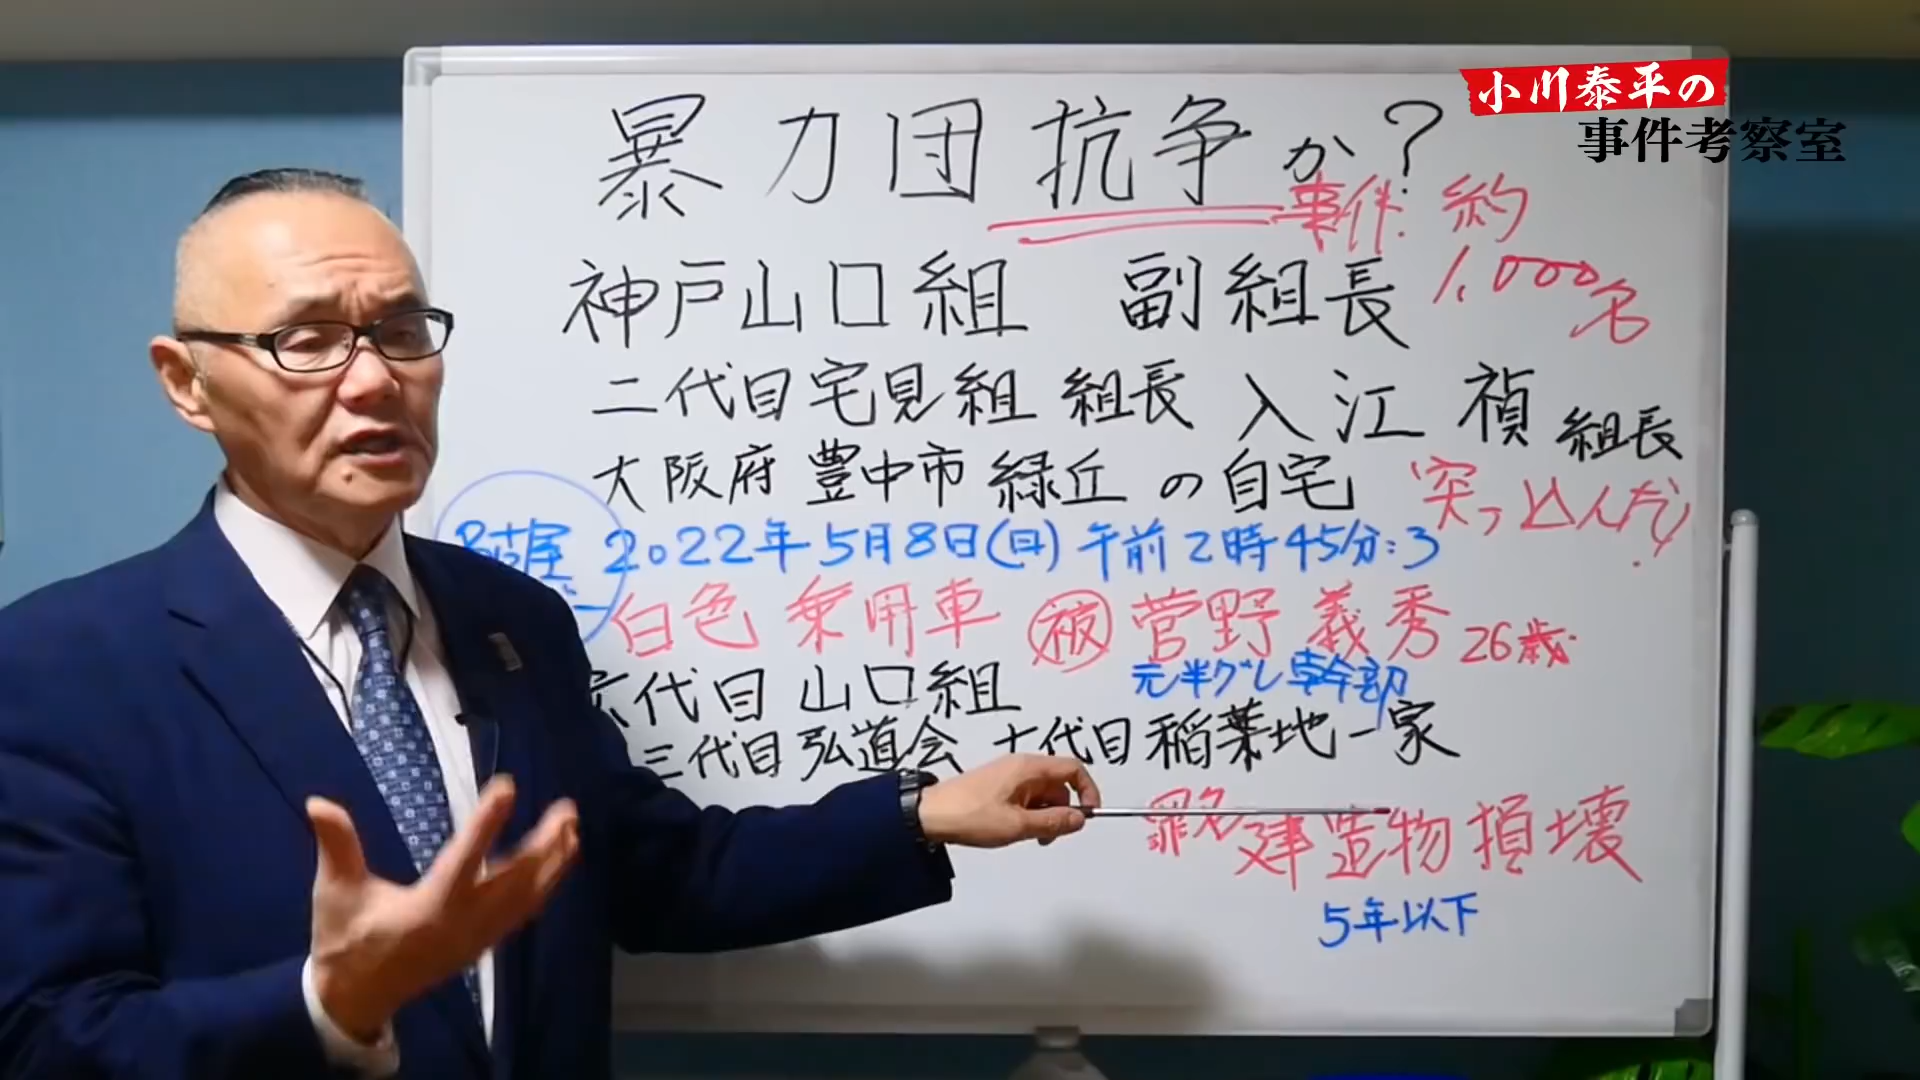 小川泰平の
事件考察室
暴力団抗争か?
事件 約
1,000名
神戸山口組 副組長
二代目宅見組 組長 入江 禎 組長
大阪府 豊中市 緑丘 の自宅
突っ込んだ!
名古屋
2022年5月8日(日)午前2時45分:3
白色 乗用車 被 菅野 義秀 26歳
元半グレ幹部
六代目 山口組
三代目 弘道会 十代目 稲葉地一家
罪名 建造物損壊
5年以下